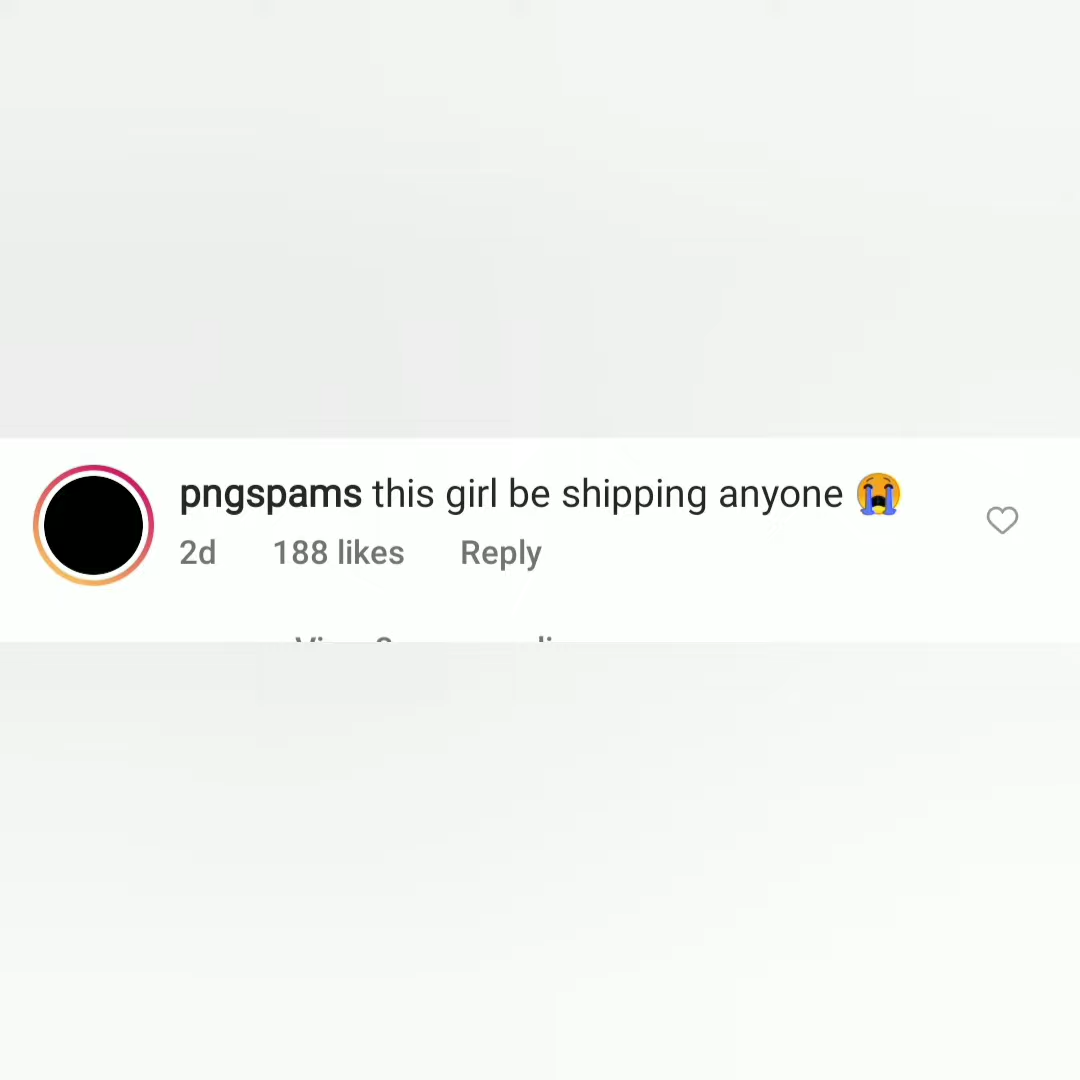 pngspams this girl be shipping anyone 😭
2d 188 likes Reply